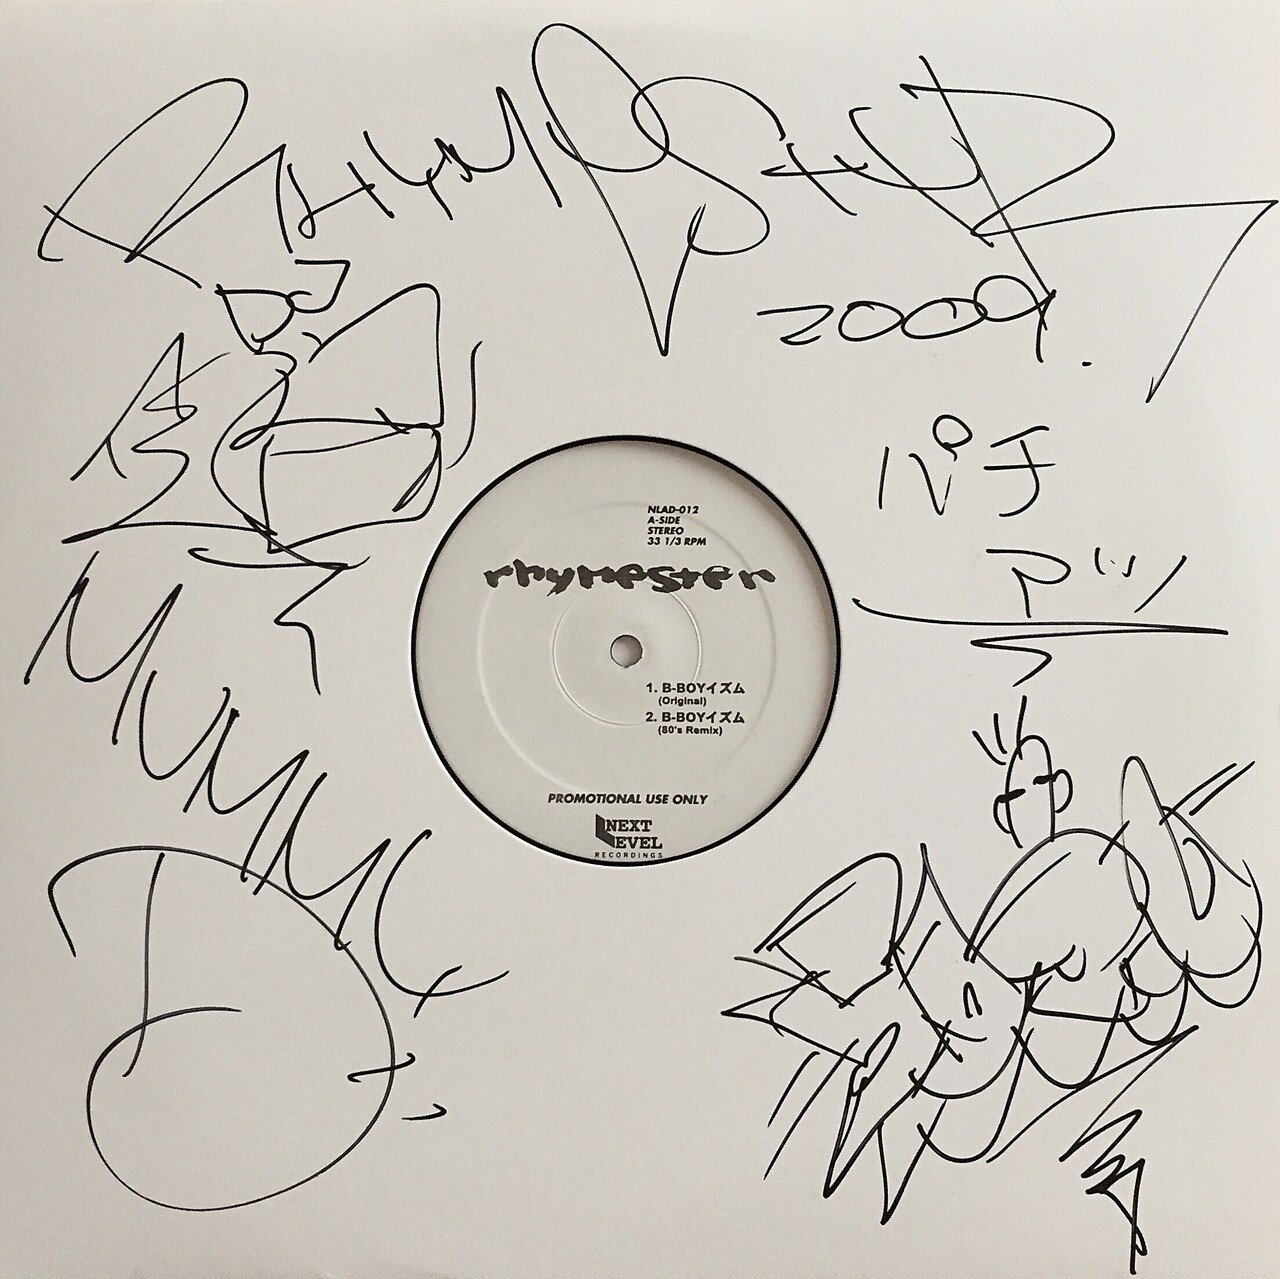 RHYMESTER
2009.
パチ
アツ
MUMMY-D
NLAD-012
A-SIDE
STEREO
33 1/3 RPM
rhymester
1. B-BOYイズム
(Original)
2. B-BOYイズム
(80's Remix)
PROMOTIONAL USE ONLY
NEXT
LEVEL
RECORDINGS